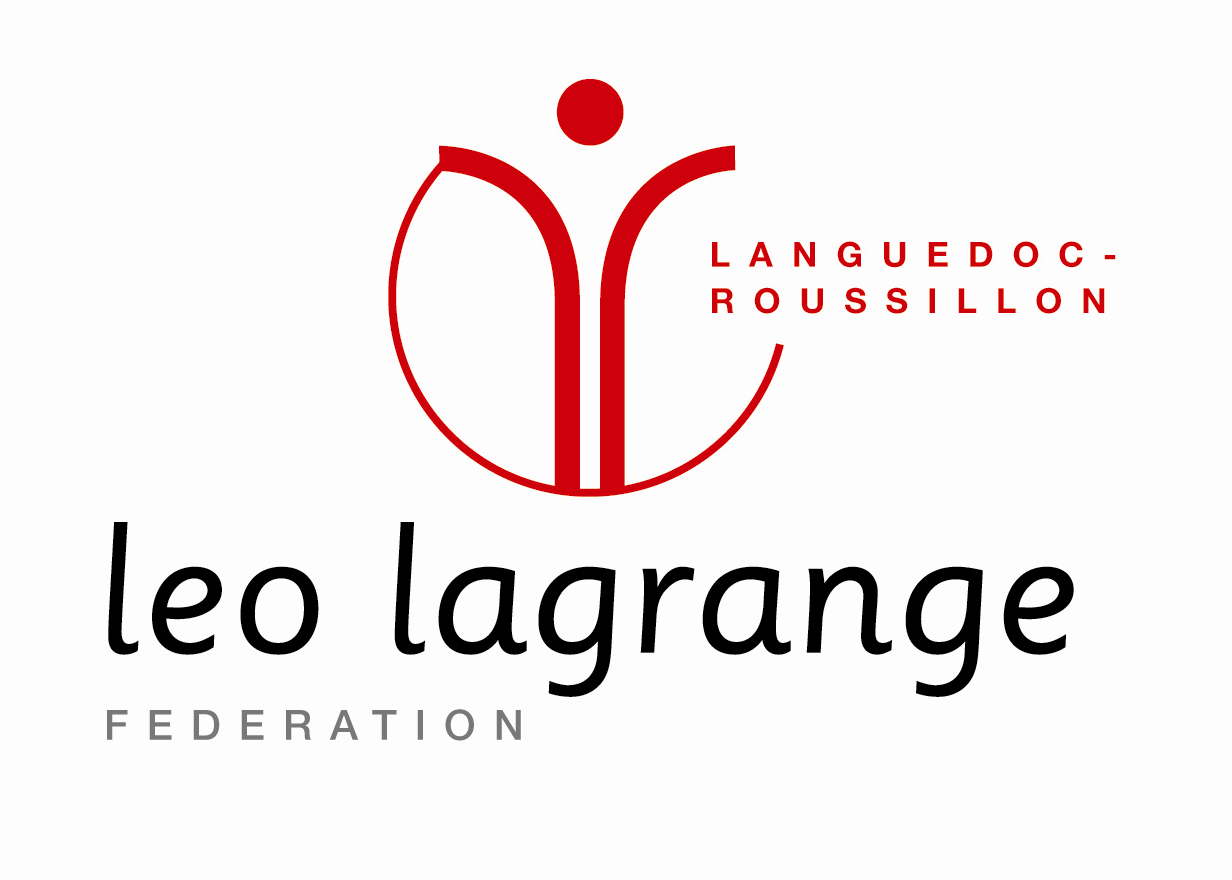 LANGUEDOC-
ROUSSILLON
leo lagrange
FEDERATION